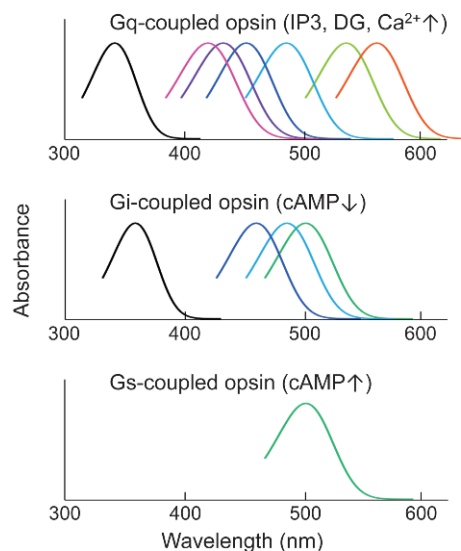 Gq-coupled opsin (IP3, DG, Ca²⁺↑)
300 400 500 600
Gi-coupled opsin (cAMP↓)
Absorbance
300 400 500 600
Gs-coupled opsin (cAMP↑)
300 400 500 600
Wavelength (nm)